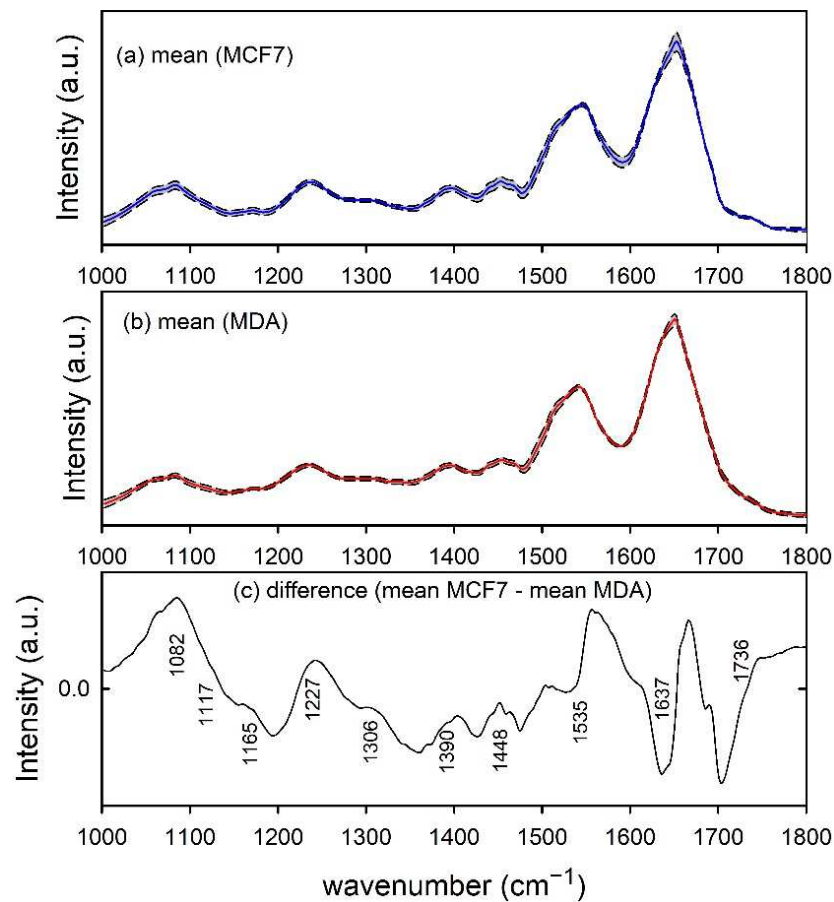 (a) mean (MCF7)
Intensity (a.u.)
1000 1100 1200 1300 1400 1500 1600 1700 1800
(b) mean (MDA)
Intensity (a.u.)
1000 1100 1200 1300 1400 1500 1600 1700 1800
(c) difference (mean MCF7 - mean MDA)
Intensity (a.u.)
0.0
1082
1117
1165
1227
1306
1390
1448
1535
1637
1736
1000 1100 1200 1300 1400 1500 1600 1700 1800
wavenumber (cm⁻¹)